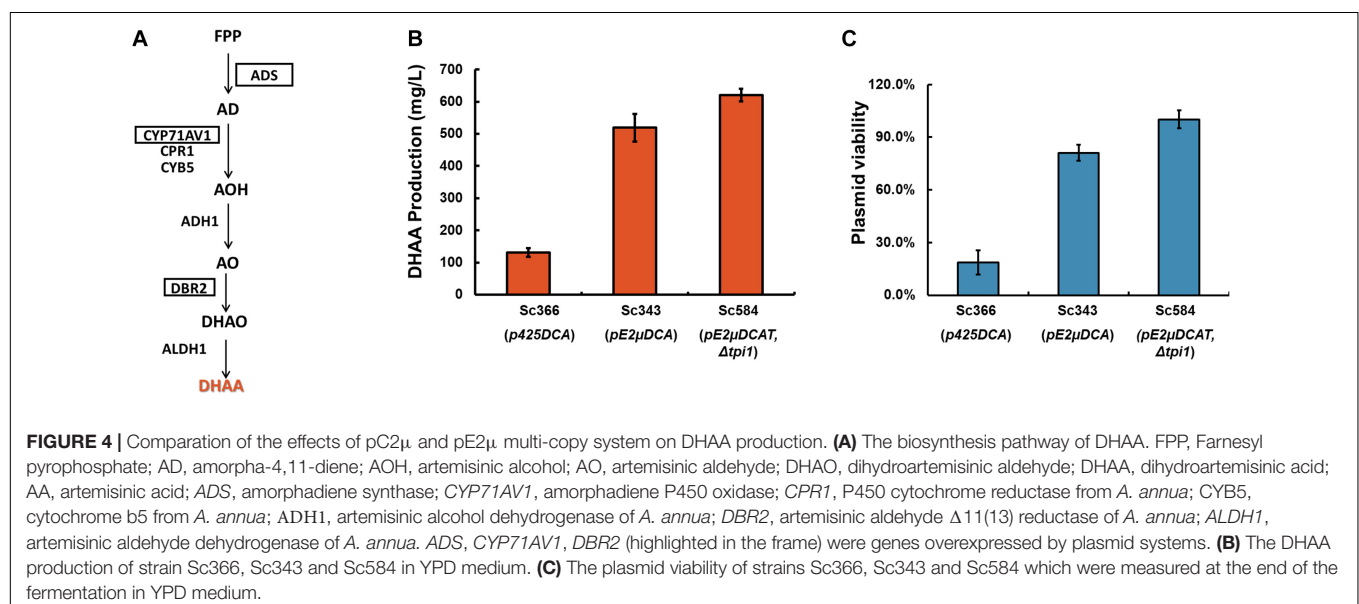 A
FPP
ADS
AD
CYP71AV1
CPR1
CYB5
AOH
ADH1
AO
DBR2
DHAO
ALDH1
DHAA
B
DHAA Production (mg/L)
700
600
500
400
300
200
100
0
Sc366
(p425DCA)
Sc343
(pE2μDCA)
Sc584
(pE2μDCAT,
Δtpi1)
C
Plasmid viability
120.0%
90.0%
60.0%
30.0%
0.0%
Sc366
(p425DCA)
Sc343
(pE2μDCA)
Sc584
(pE2μDCAT,
Δtpi1)
FIGURE 4 | Comparation of the effects of pC2μ and pE2μ multi-copy system on DHAA production. (A) The biosynthesis pathway of DHAA. FPP, Farnesyl
pyrophosphate; AD, amorpha-4,11-diene; AOH, artemisinic alcohol; AO, artemisinic aldehyde; DHAO, dihydroartemisinic aldehyde; DHAA, dihydroartemisinic acid;
AA, artemisinic acid; ADS, amorphadiene synthase; CYP71AV1, amorphadiene P450 oxidase; CPR1, P450 cytochrome reductase from A. annua; CYB5,
cytochrome b5 from A. annua; ADH1, artemisinic alcohol dehydrogenase of A. annua; DBR2, artemisinic aldehyde Δ11(13) reductase of A. annua; ALDH1,
artemisinic aldehyde dehydrogenase of A. annua. ADS, CYP71AV1, DBR2 (highlighted in the frame) were genes overexpressed by plasmid systems. (B) The DHAA
production of strain Sc366, Sc343 and Sc584 in YPD medium. (C) The plasmid viability of strains Sc366, Sc343 and Sc584 which were measured at the end of the
fermentation in YPD medium.